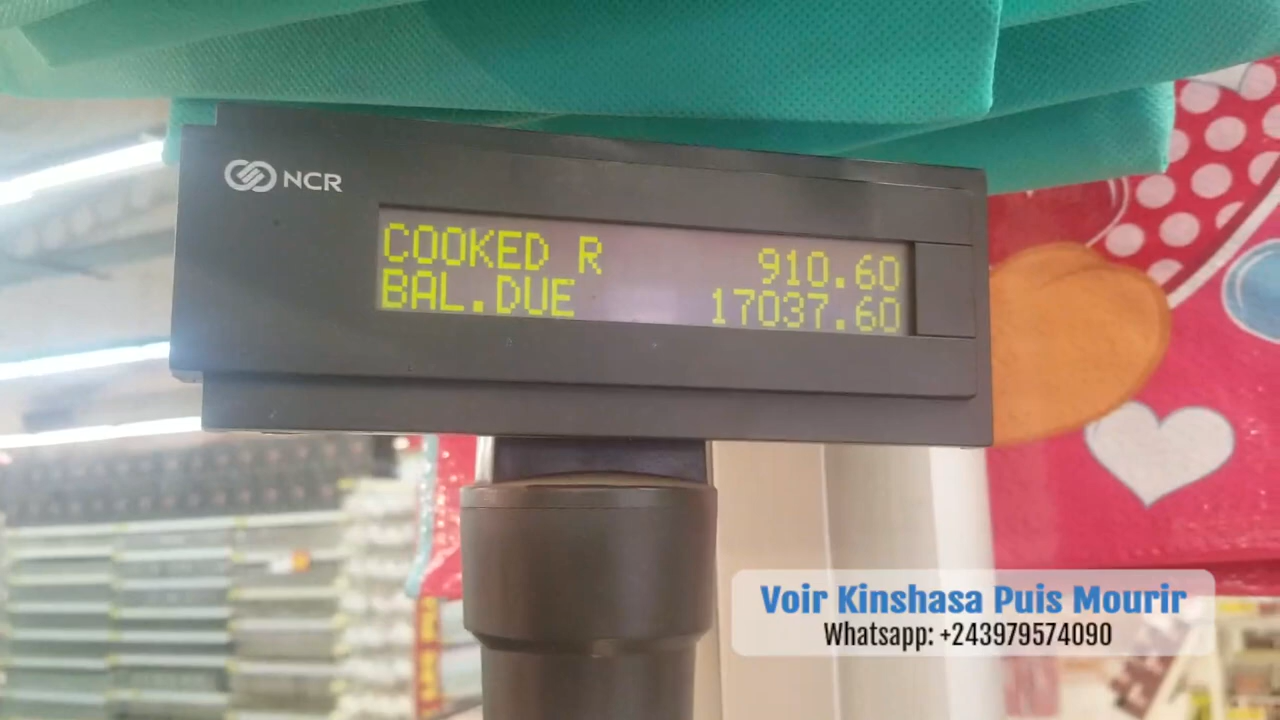 NCR
COOKED R 910.60
BAL.DUE 17037.60
Voir Kinshasa Puis Mourir
Whatsapp: +243979574090